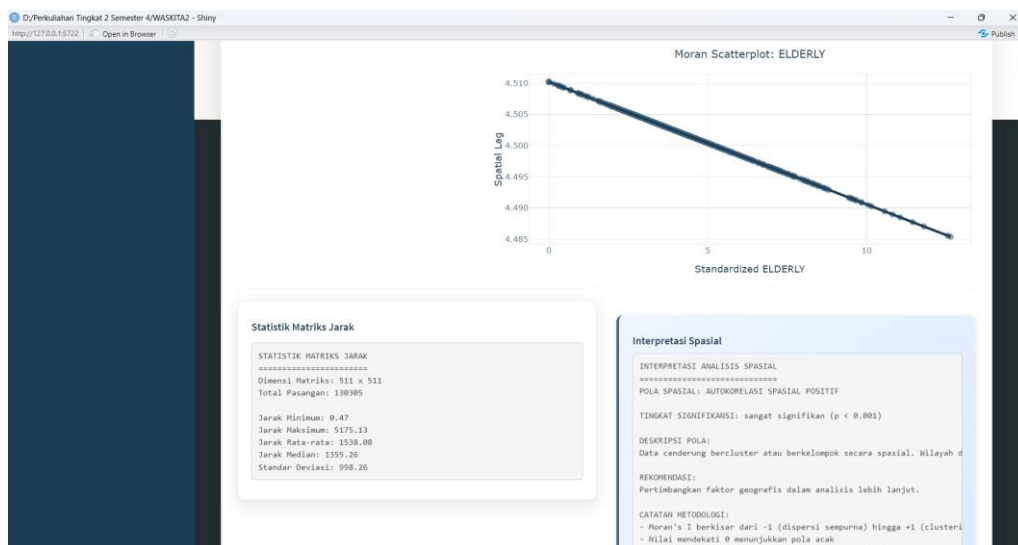 D:/Perkuliahan Tingkat 2 Semester 4/WASKITA2 - Shiny
http://127.0.0.1:5722
Open in Browser
Publish
Moran Scatterplot: ELDERLY
4.510
4.505
4.500
4.495
4.490
4.485
Spatial Lag
0 5 10
Standardized ELDERLY
Statistik Matriks Jarak
STATISTIK MATRIKS JARAK
=======================
Dimensi Matriks: 511 x 511
Total Pasangan: 130305
Jarak Minimum: 0.47
Jarak Maksimum: 5175.13
Jarak Rata-rata: 1538.08
Jarak Median: 1355.26
Standar Deviasi: 998.26
Interpretasi Spasial
INTERPRETASI ANALISIS SPASIAL
=============================
POLA SPASIAL: AUTOKORELASI SPASIAL POSITIF
TINGKAT SIGNIFIKANSI: sangat signifikan (p < 0.001)
DESKRIPSI POLA:
Data cenderung bercluster atau berkelompok secara spasial. Wilayah d
REKOMENDASI:
Pertimbangkan faktor geografis dalam analisis lebih lanjut.
CATATAN METODOLOGI:
- Moran's I berkisar dari -1 (dispersi sempurna) hingga +1 (clusteri
- Nilai mendekati 0 menunjukkan pola acak